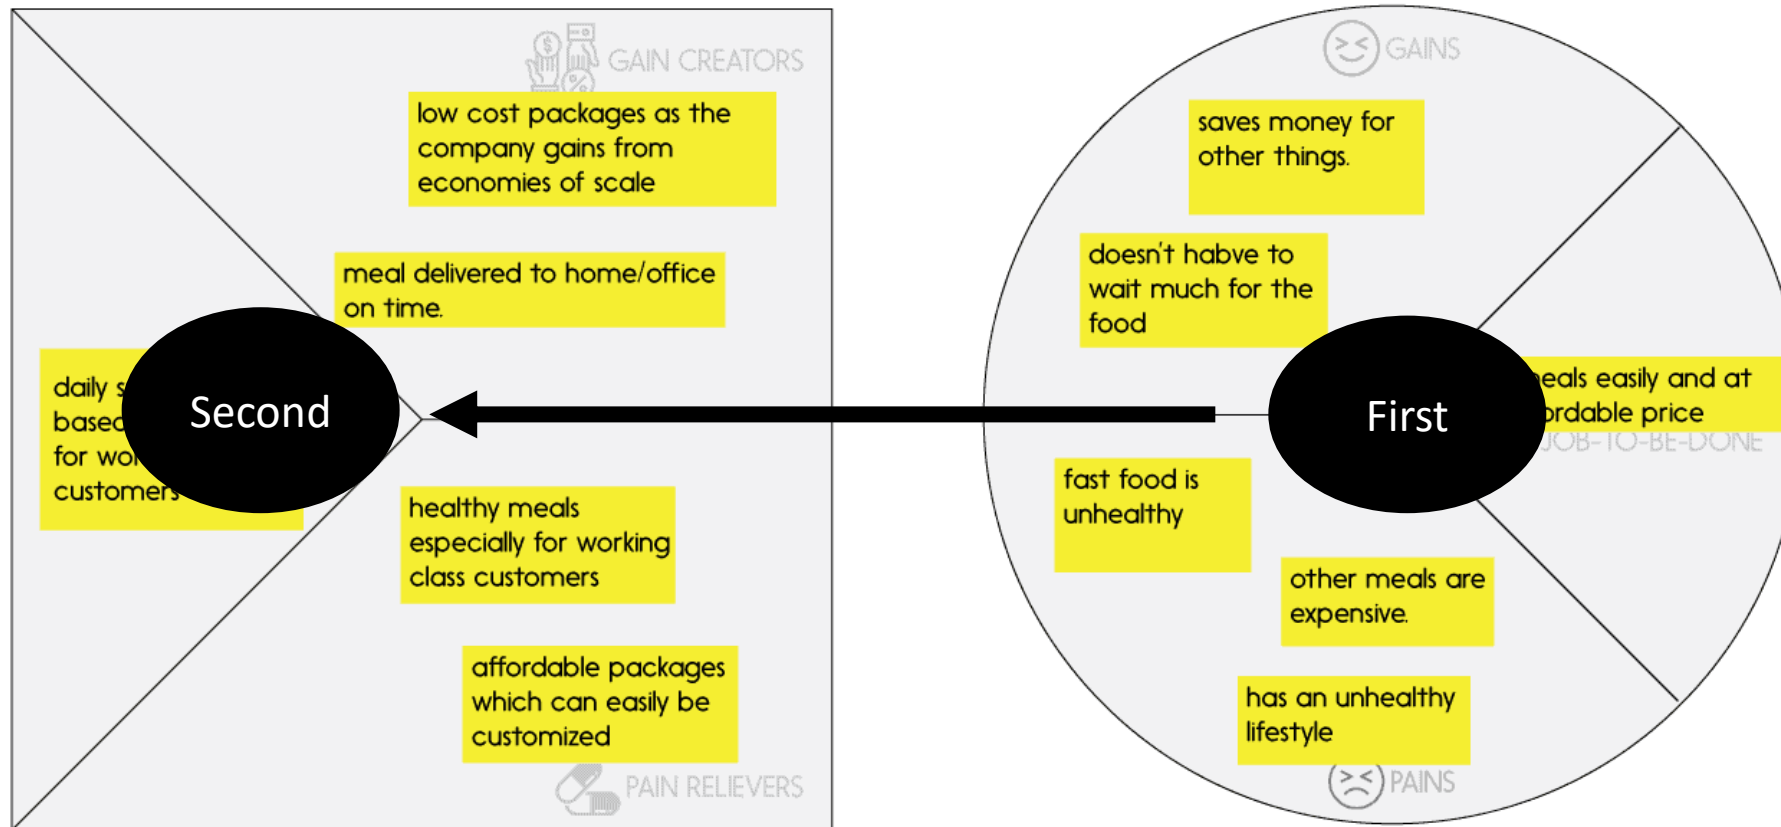 GAIN CREATORS
low cost packages as the
company gains from
economies of scale
meal delivered to home/office
on time.
daily
based
for
customers
Second
healthy meals
especially for working
class customers
affordable packages
which can easily be
customized
PAIN RELIEVERS
GAINS
saves money for
other things.
doesn't habve to
wait much for the
food
First
easily and at
price
JOB-TO-BE-DONE
fast food is
unhealthy
other meals are
expensive.
has an unhealthy
lifestyle
PAINS